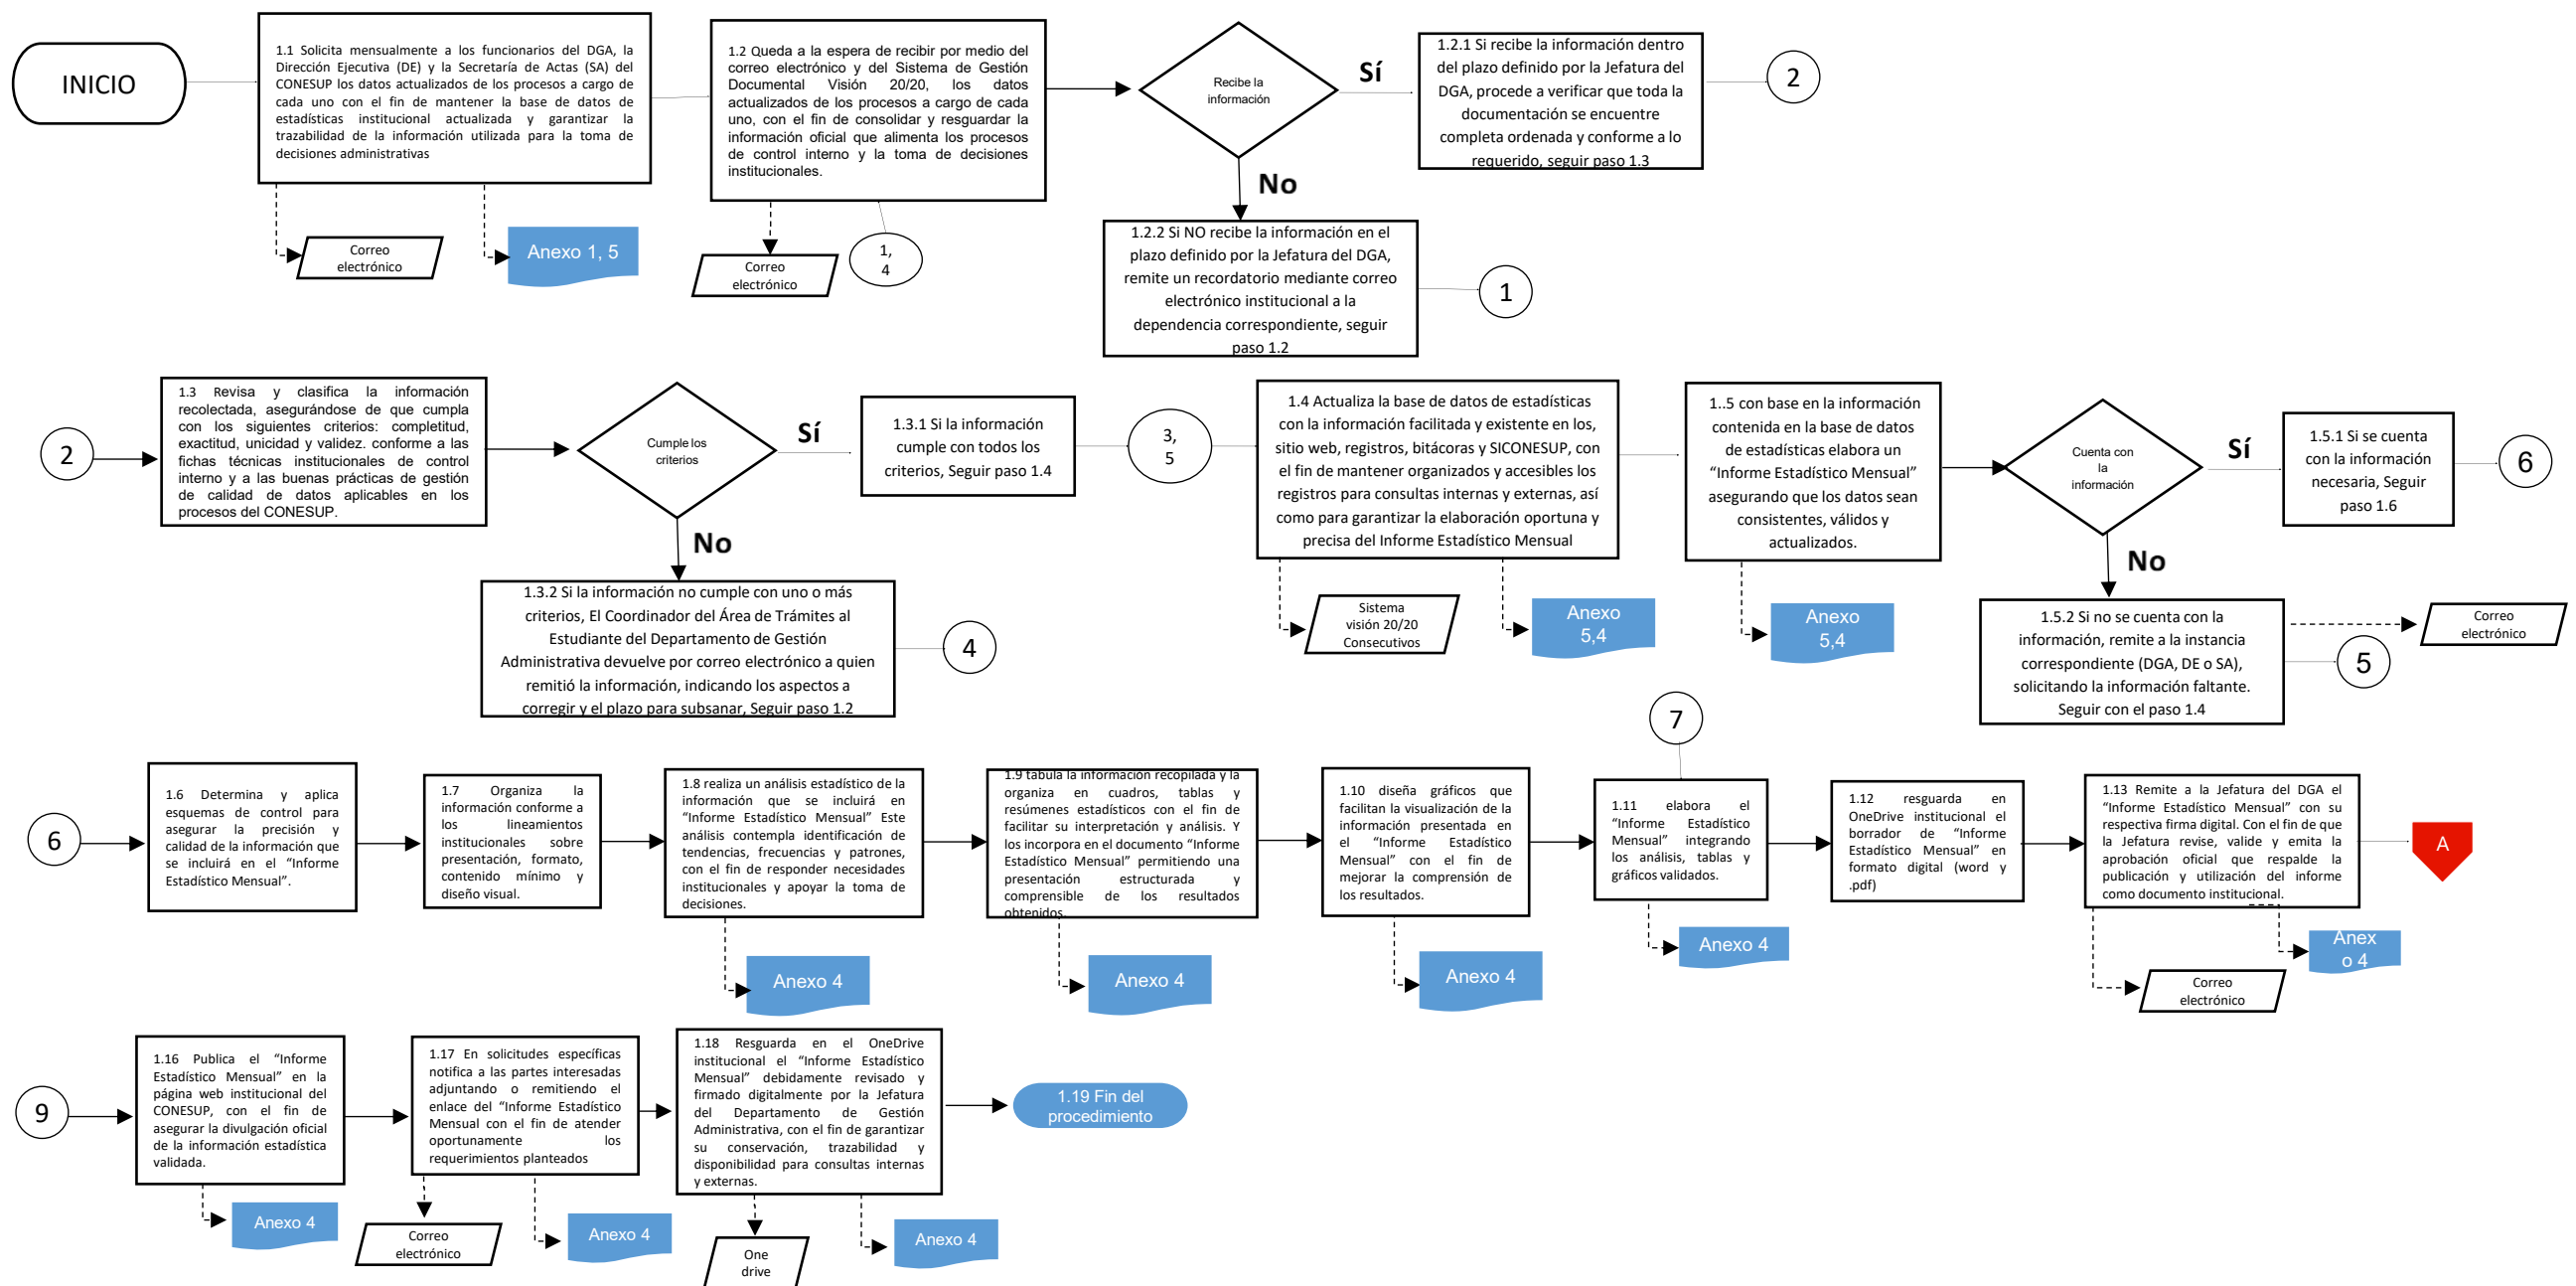 INICIO
1.1 Solicita mensualmente a los funcionarios del DGA, la
Dirección Ejecutiva (DE) y la Secretaría de Actas (SA) del
CONESUP los datos actualizados de los procesos a cargo de
cada uno con el fin de mantener la base de datos de
estadísticas institucional actualizada y garantizar la
trazabilidad de la información utilizada para la toma de
decisiones administrativas
Correo
electrónico
Anexo 1, 5
1.2 Queda a la espera de recibir por medio del
correo electrónico y del Sistema de Gestión
Documental Visión 20/20, los datos
actualizados de los procesos a cargo de cada
uno, con el fin de consolidar y resguardar la
información oficial que alimenta los procesos
de control interno y la toma de decisiones
institucionales.
Correo
electrónico
1,
4
Recibe la
información
Sí
1.2.1 Si recibe la información dentro
del plazo definido por la Jefatura del
DGA, procede a verificar que toda la
documentación se encuentre
completa ordenada y conforme a lo
requerido, seguir paso 1.3
2
No
1.2.2 Si NO recibe la información en el
plazo definido por la Jefatura del DGA,
remite un recordatorio mediante correo
electrónico institucional a la
dependencia correspondiente, seguir
paso 1.2
1
2
1.3 Revisa y clasifica la información
recolectada, asegurándose de que cumpla
con los siguientes criterios: completitud,
exactitud, unicidad y validez. conforme a las
fichas técnicas institucionales de control
interno y a las buenas prácticas de gestión
de calidad de datos aplicables en los
procesos del CONESUP.
Cumple los
criterios
Sí
1.3.1 Si la información
cumple con todos los
criterios, Seguir paso 1.4
3,
5
No
1.3.2 Si la información no cumple con uno o más
criterios, El Coordinador del Área de Trámites al
Estudiante del Departamento de Gestión
Administrativa devuelve por correo electrónico a quien
remitió la información, indicando los aspectos a
corregir y el plazo para subsanar, Seguir paso 1.2
4
1.4 Actualiza la base de datos de estadísticas
con la información facilitada y existente en los,
sitio web, registros, bitácoras y SICONESUP, con
el fin de mantener organizados y accesibles los
registros para consultas internas y externas, así
como para garantizar la elaboración oportuna y
precisa del Informe Estadístico Mensual
Sistema
visión 20/20
Consecutivos
Anexo
5,4
1..5 con base en la información
contenida en la base de datos
de estadísticas elabora un
“Informe Estadístico Mensual”
asegurando que los datos sean
consistentes, válidos y
actualizados.
Anexo
5,4
Cuenta con
la
información
Sí
1.5.1 Si se cuenta
con la información
necesaria, Seguir
paso 1.6
6
No
1.5.2 Si no se cuenta con la
información, remite a la instancia
correspondiente (DGA, DE o SA),
solicitando la información faltante.
Seguir con el paso 1.4
Correo
electrónico
5
7
6
1.6 Determina y aplica
esquemas de control para
asegurar la precisión y
calidad de la información que
se incluirá en el “Informe
Estadístico Mensual”.
1.7 Organiza la
información conforme a
los lineamientos
institucionales sobre
presentación, formato,
contenido mínimo y
diseño visual.
1.8 realiza un análisis estadístico de la
información que se incluirá en
“Informe Estadístico Mensual” Este
análisis contempla identificación de
tendencias, frecuencias y patrones,
con el fin de responder necesidades
institucionales y apoyar la toma de
decisiones.
Anexo 4
1.9 tabula la información recopilada y la
organiza en cuadros, tablas y
resúmenes estadísticos con el fin de
facilitar su interpretación y análisis. Y
los incorpora en el documento “Informe
Estadístico Mensual” permitiendo una
presentación estructurada y
comprensible de los resultados
obtenidos.
Anexo 4
1.10 diseña gráficos que
facilitan la visualización de la
información presentada en
el “Informe Estadístico
Mensual” con el fin de
mejorar la comprensión de
los resultados.
Anexo 4
1.11 elabora el
“Informe Estadístico
Mensual” integrando
los análisis, tablas y
gráficos validados.
Anexo 4
1.12 resguarda en
OneDrive institucional el
borrador de “Informe
Estadístico Mensual” en
formato digital (word y
.pdf)
1.13 Remite a la Jefatura del DGA el
“Informe Estadístico Mensual” con su
respectiva firma digital. Con el fin de que
la Jefatura revise, valide y emita la
aprobación oficial que respalde la
publicación y utilización del informe
como documento institucional.
Correo
electrónico
Anex
o 4
A
9
1.16 Publica el “Informe
Estadístico Mensual” en la
página web institucional del
CONESUP, con el fin de
asegurar la divulgación oficial
de la información estadística
validada.
Anexo 4
1.17 En solicitudes específicas
notifica a las partes interesadas
adjuntando o remitiendo el
enlace del “Informe Estadístico
Mensual con el fin de atender
oportunamente los
requerimientos planteados
Correo
electrónico
Anexo 4
1.18 Resguarda en el OneDrive
institucional el “Informe Estadístico
Mensual” debidamente revisado y
firmado digitalmente por la Jefatura
del Departamento de Gestión
Administrativa, con el fin de garantizar
su conservación, trazabilidad y
disponibilidad para consultas internas
y externas.
One
drive
Anexo 4
1.19 Fin del
procedimiento